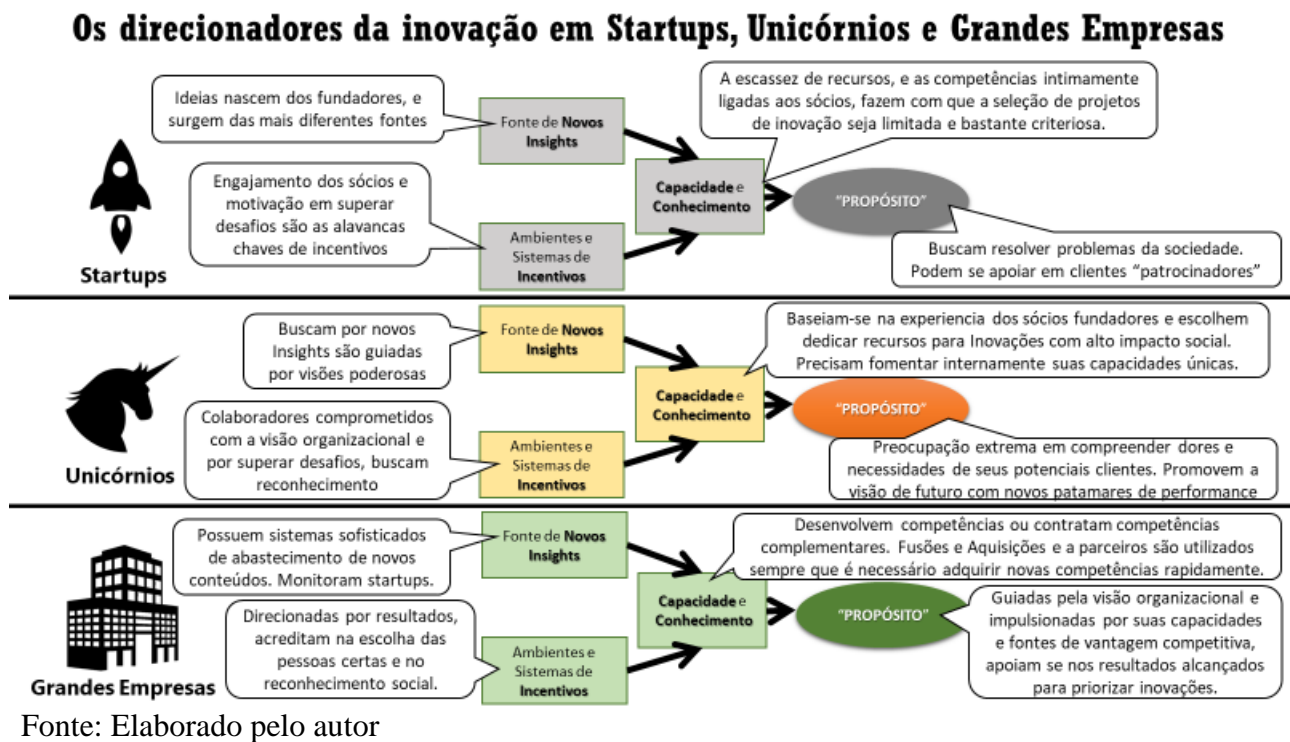 Os direcionadores da inovação em Startups, Unicórnios e Grandes Empresas
Ideias nascem dos fundadores, e
surgem das mais diferentes fontes
Fonte de Novos
Insights
A escassez de recursos, e as competências intimamente
ligadas aos sócios, fazem com que a seleção de projetos
de inovação seja limitada e bastante criteriosa.
Engajamento dos sócios e
motivação em superar
desafios são as alavancas
chaves de incentivos
Capacidade e
Conhecimento
"PROPÓSITO"
Ambientes e
Sistemas de
Incentivos
Buscam resolver problemas da sociedade.
Podem se apoiar em clientes "patrocinadores"
Startups
Buscam por novos
Insights são guiadas
por visões poderosas
Fonte de Novos
Insights
Baseiam-se na experiencia dos sócios fundadores e escolhem
dedicar recursos para Inovações com alto impacto social.
Precisam fomentar internamente suas capacidades únicas.
Colaboradores comprometidos
com a visão organizacional e
por superar desafios, buscam
reconhecimento
Capacidade e
Conhecimento
"PROPÓSITO"
Ambientes e
Sistemas de
Incentivos
Preocupação extrema em compreender dores e
necessidades de seus potenciais clientes. Promovem a
visão de futuro com novos patamares de performance
Unicórnios
Possuem sistemas sofisticados
de abastecimento de novos
conteúdos. Monitoram startups.
Fonte de Novos
Insights
Desenvolvem competências ou contratam competências
complementares. Fusões e Aquisições e a parceiros são utilizados
sempre que é necessário adquirir novas competências rapidamente.
Direcionadas por resultados,
acreditam na escolha das
pessoas certas e no
reconhecimento social.
Capacidade e
Conhecimento
"PROPÓSITO"
Ambientes e
Sistemas de
Incentivos
Guiadas pela visão organizacional e
impulsionadas por suas capacidades
e fontes de vantagem competitiva,
apoiam se nos resultados alcançados
para priorizar inovações.
Grandes Empresas
Fonte: Elaborado pelo autor